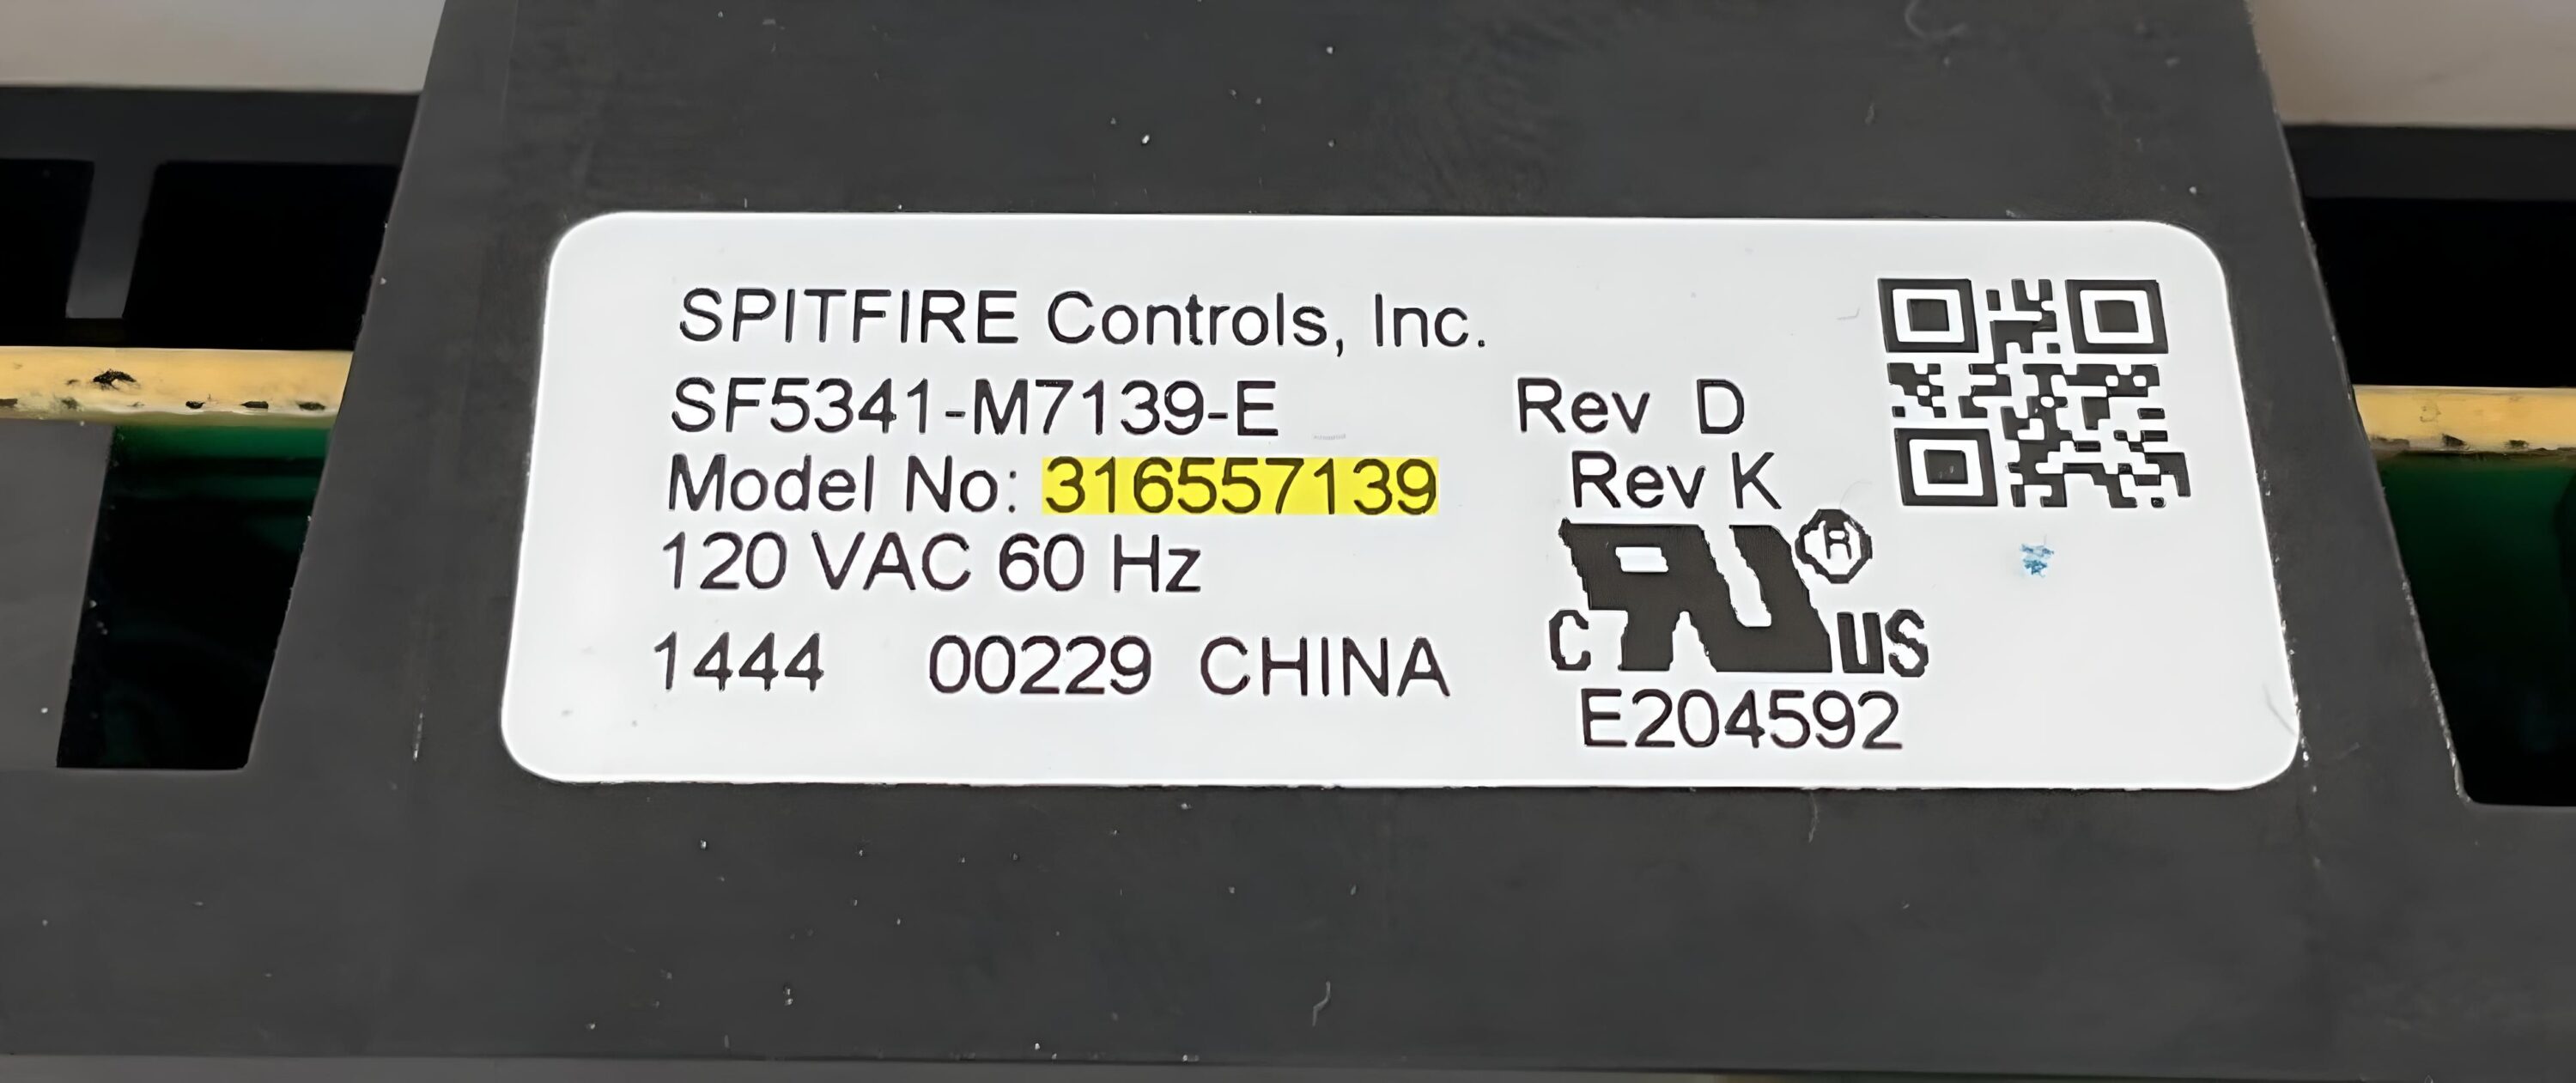 SPITFIRE Controls, Inc.
SF5341-M7139-E Rev D
Model No: 316557139 Rev K
120 VAC 60 Hz
1444 00229 CHINA
C RU US ®
E204592